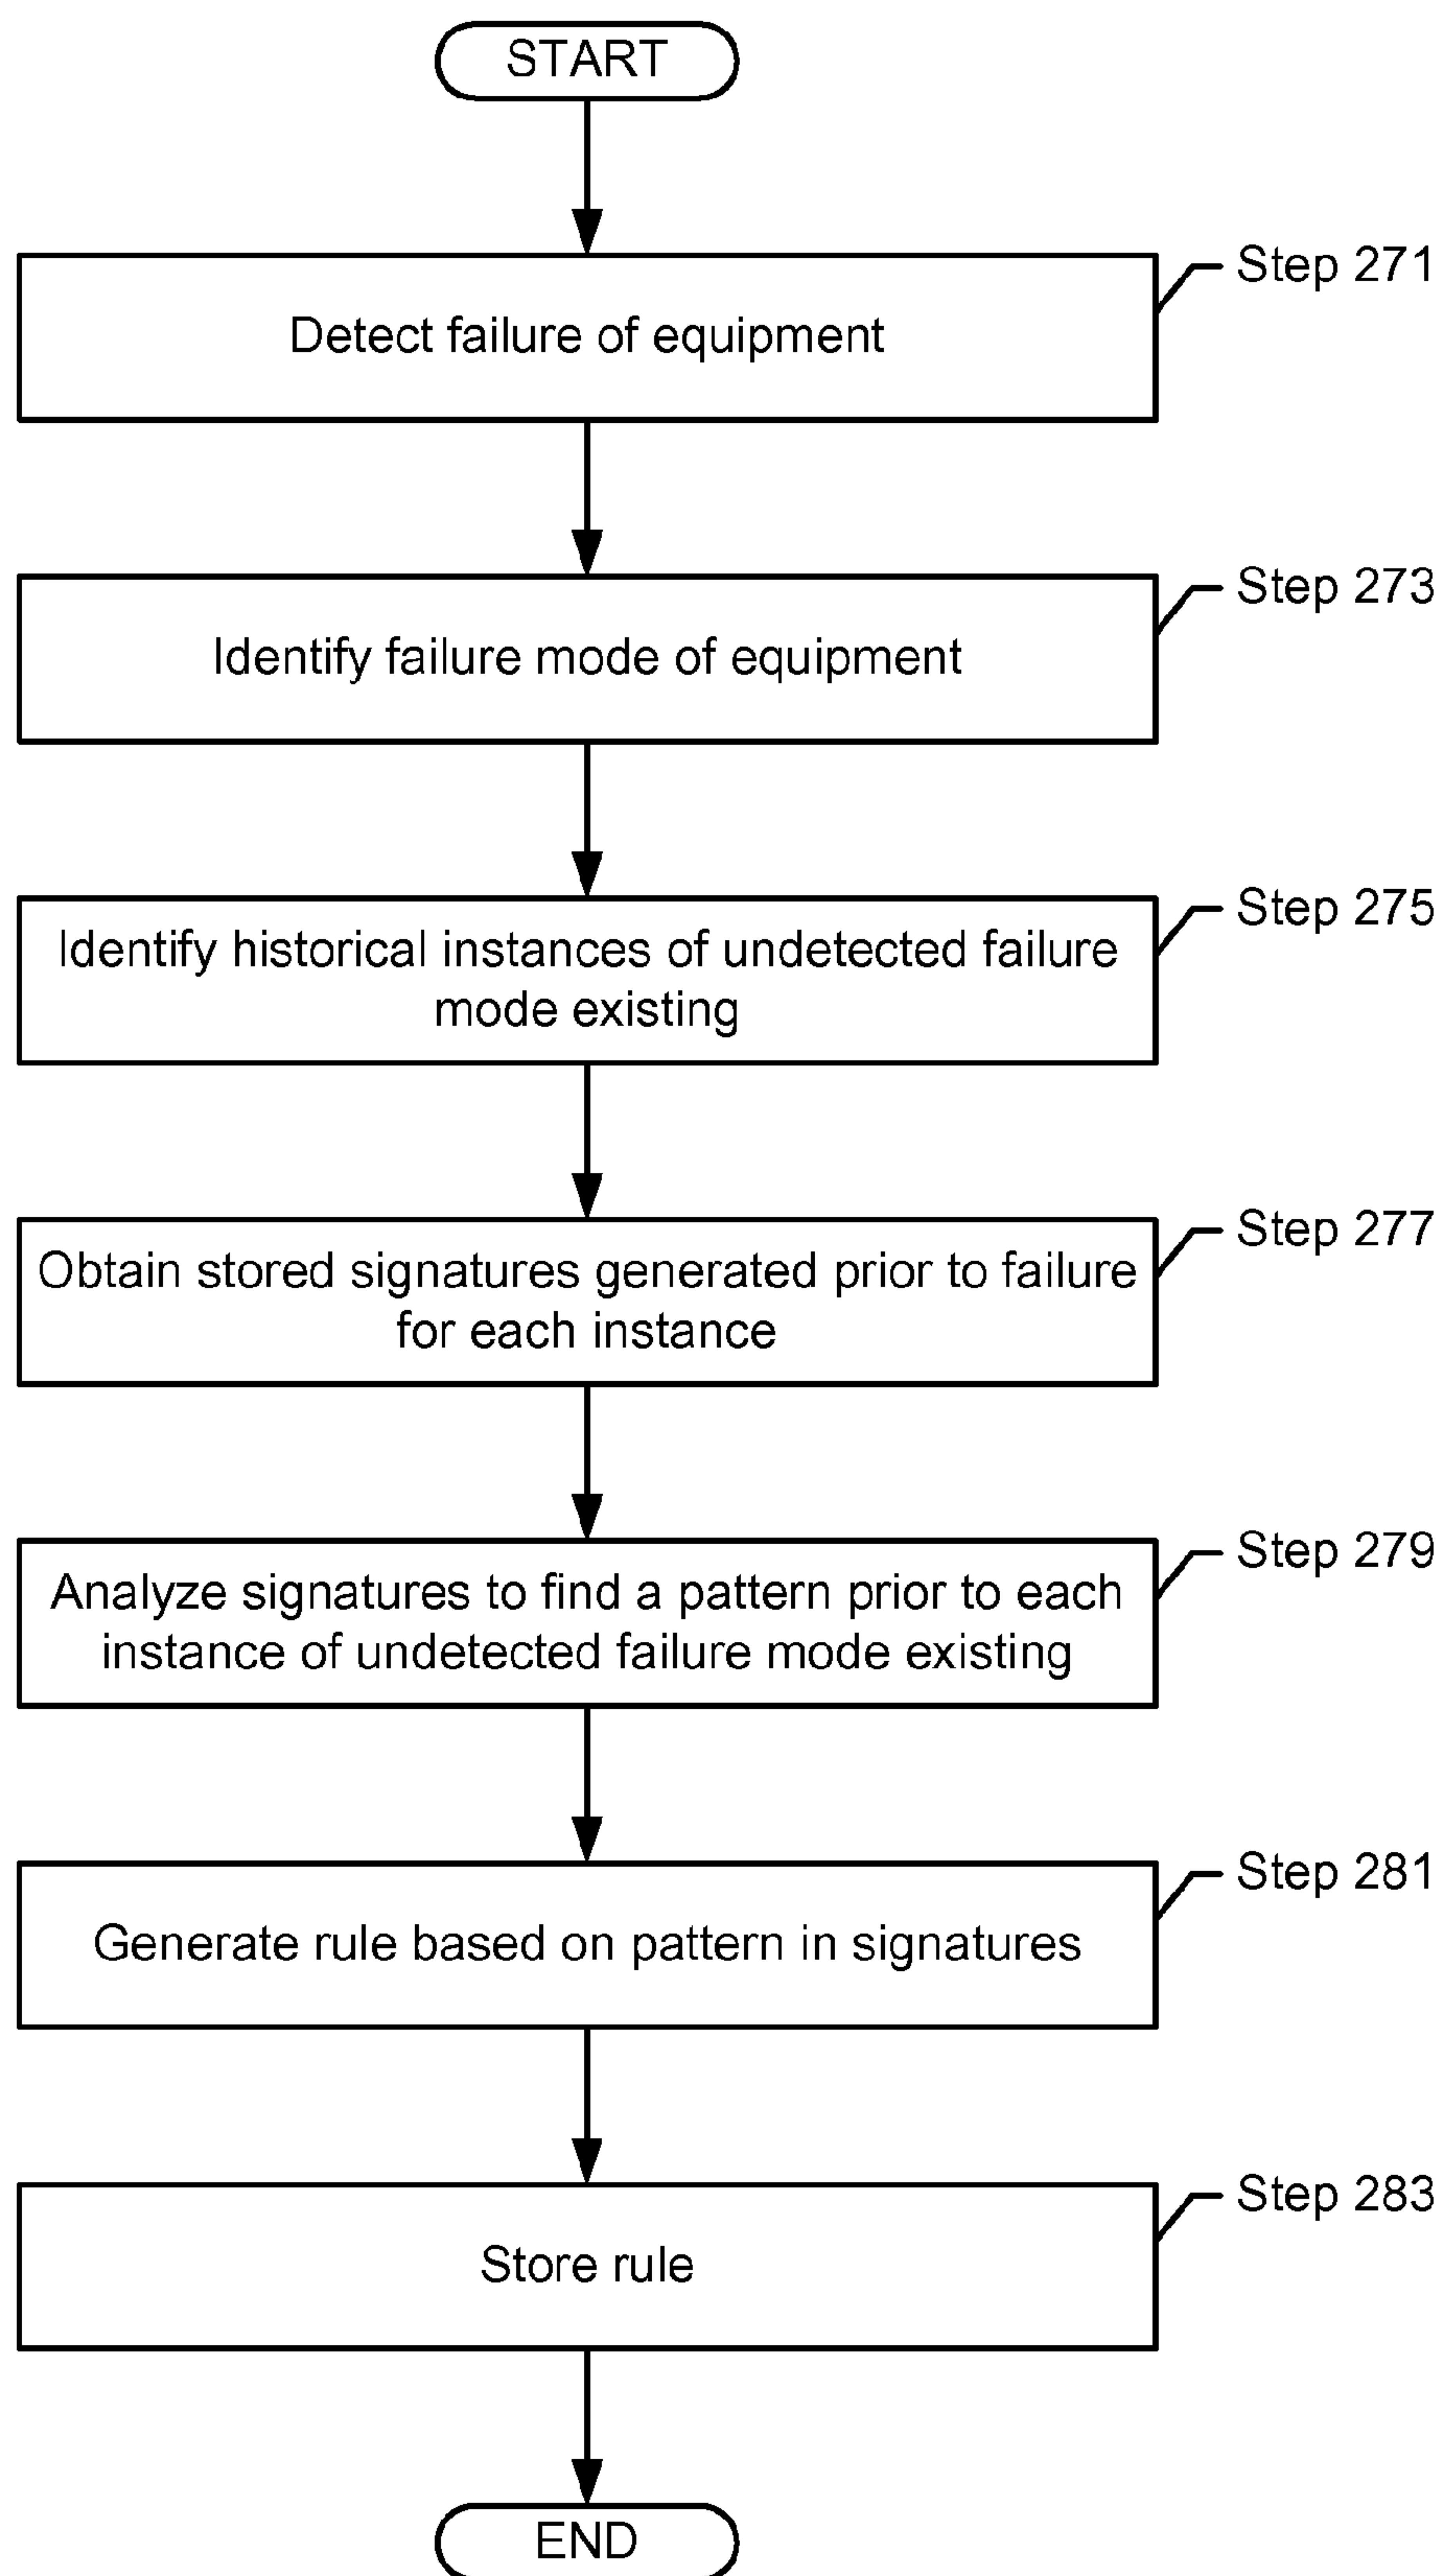 START
Step 271
Detect failure of equipment
Step 273
Identify failure mode of equipment
Step 275
Identify historical instances of undetected failure
mode existing
Step 277
Obtain stored signatures generated prior to failure
for each instance
Step 279
Analyze signatures to find a pattern prior to each
instance of undetected failure mode existing
Step 281
Generate rule based on pattern in signatures
Step 283
Store rule
END